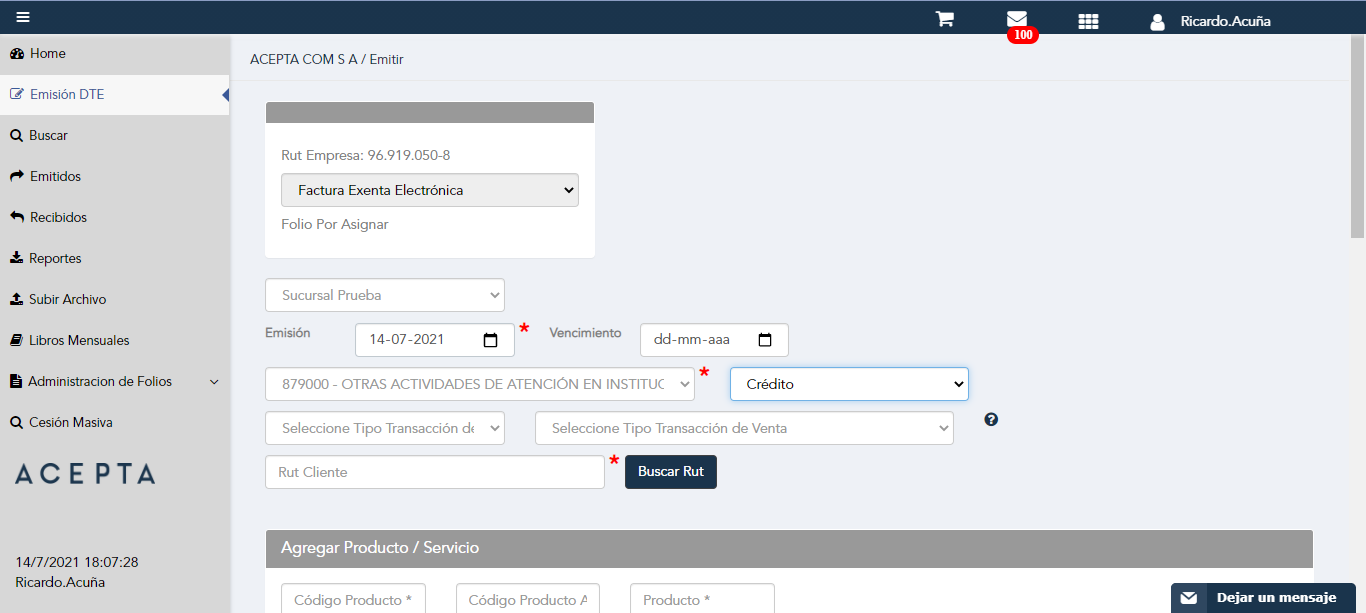 100
Ricardo.Acuña
Home
Emisión DTE
Buscar
Emitidos
Recibidos
Reportes
Subir Archivo
Libros Mensuales
Administracion de Folios
Cesión Masiva
ACEPTA
14/7/2021 18:07:28
Ricardo.Acuña
ACEPTA COM S A / Emitir
Rut Empresa: 96.919.050-8
Factura Exenta Electrónica
Folio Por Asignar
Sucursal Prueba
Emisión 14-07-2021 * Vencimiento dd-mm-aaa
879000 - OTRAS ACTIVIDADES DE ATENCIÓN EN INSTITUC * Crédito
Seleccione Tipo Transacción de Seleccione Tipo Transacción de Venta ?
Rut Cliente * Buscar Rut
Agregar Producto / Servicio
Código Producto * Código Producto A Producto *
Dejar un mensaje